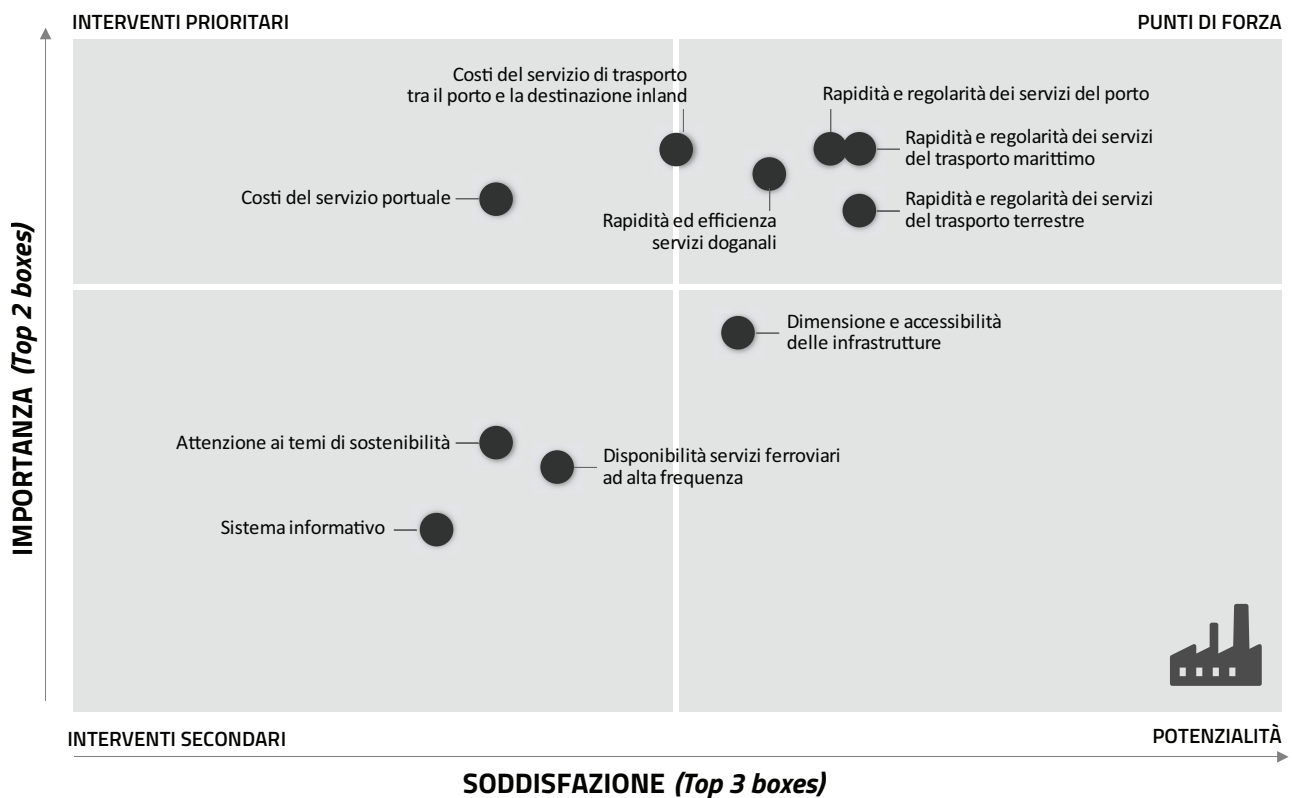 INTERVENTI PRIORITARI
PUNTI DI FORZA
Costi del servizio di trasporto
tra il porto e la destinazione inland
Rapidità e regolarità dei servizi del porto
Rapidità e regolarità dei servizi
del trasporto marittimo
Costi del servizio portuale
Rapidità ed efficienza
servizi doganali
Rapidità e regolarità dei servizi
del trasporto terrestre
Dimensione e accessibilità
delle infrastrutture
Attenzione ai temi di sostenibilità
Disponibilità servizi ferroviari
ad alta frequenza
Sistema informativo
IMPORTANZA (Top 2 boxes)
INTERVENTI SECONDARI
POTENZIALITÀ
SODDISFAZIONE (Top 3 boxes)